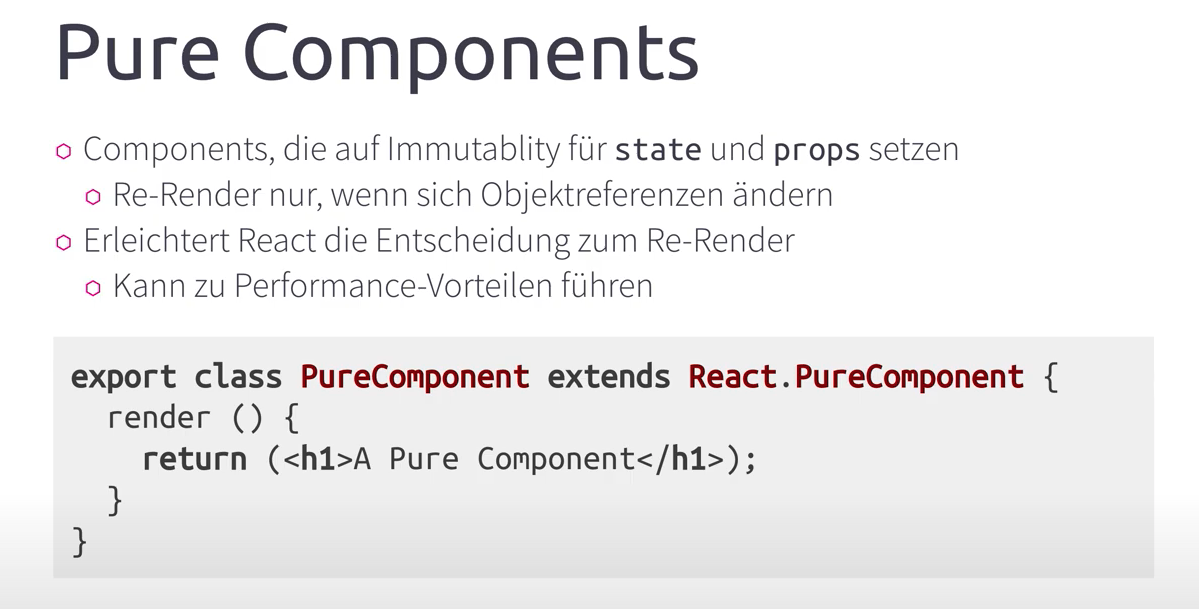 Pure Components
Components, die auf Immutablity für state und props setzen
Re-Render nur, wenn sich Objektreferenzen ändern
Erleichtert React die Entscheidung zum Re-Render
Kann zu Performance-Vorteilen führen
export class PureComponent extends React.PureComponent {
  render () {
    return (<h1>A Pure Component</h1>);
  }
}